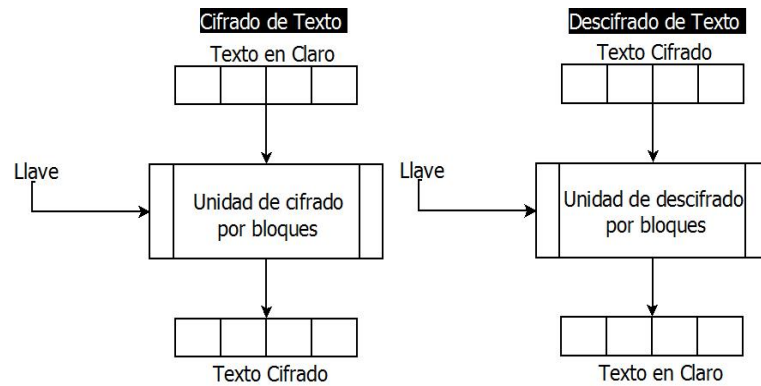 Cifrado de Texto
Texto en Claro
Llave
Unidad de cifrado
por bloques
Texto Cifrado
Descifrado de Texto
Texto Cifrado
Llave
Unidad de descifrado
por bloques
Texto en Claro